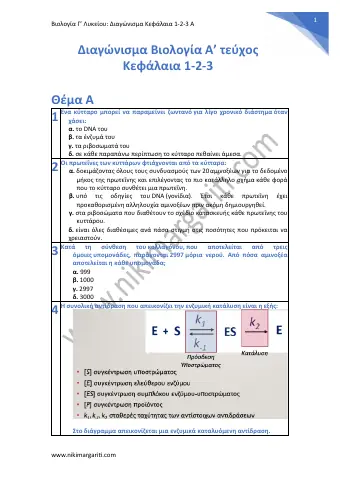 1
Βιολογία Γ’ Λυκείου: Διαγώνισμα Κεφάλαια 1-2-3 Α
Διαγώνισμα Βιολογία Α’ τεύχος
Κεφάλαια 1-2-3
Θέμα Α
1 Ένα κύτταρο μπορεί να παραμείνει ζωντανό για λίγο χρονικό διάστημα όταν
χάσει:
α. το DNA του
β. τα ένζυμά του
γ. τα ριβοσωματά του
δ. σε κάθε παραπάνω περίπτωση το κύτταρο πεθαίνει άμεσα.
2 Οι πρωτεΐνες των κυττάρων φτιάχνονται από τα κύτταρα:
α. δοκιμάζοντας όλους τους συνδυασμούς των 20 αμινοξέων για το δεδομένο
μήκος της πρωτεΐνης και επιλέγοντας το πιο κατάλληλο σχήμα κάθε φορά
που το κύτταρο συνθέτει μια πρωτεΐνη.
β. υπό τις οδηγίες του DNA (γονίδια). Έτσι κάθε πρωτεΐνη έχει
προκαθορισμένη αλληλουχία αμινοξέων πριν ακόμη δημιουργηθεί.
γ. στα ριβοσώματα που διαθέτουν το σχέδιο κατασκευής κάθε πρωτεΐνης του
κυττάρου.
δ. είναι όλες διαθέσιμες ανά πάσα στιγμή στις ποσότητες που πρόκειται να
χρειαστούν.
3 Κατά τη σύνθεση του κολλαγόνου, που αποτελείται από τρεις
όμοιες υπομονάδες, παράγονται 2997 μόρια νερού. Από πόσα αμινοξέα
αποτελείται η κάθε υπομονάδα;
α. 999
β. 1000
γ. 2997
δ. 3000
4 Η συνολική αντίδραση που απεικονίζει την ενζυμική κατάλυση είναι η εξής:
E + S k1 k-1 ES k2 E
Πρόσδεση
Υποστρώματος
Κατάλυση
• [S] συγκέντρωση υποστρώματος
• [E] συγκέντρωση ελεύθερου ενζύμου
• [ES] συγκέντρωση συμπλόκου ενζύμου-υποστρώματος
• [P] συγκέντρωση προϊόντος
• k1, k-1, k2 σταθερές ταχύτητας των αντίστοιχων αντιδράσεων
Στο διάγραμμα απεικονίζεται μια ενζυμικά καταλυόμενη αντίδραση.
www.nikimargariti.com
www.nikimargariti.com